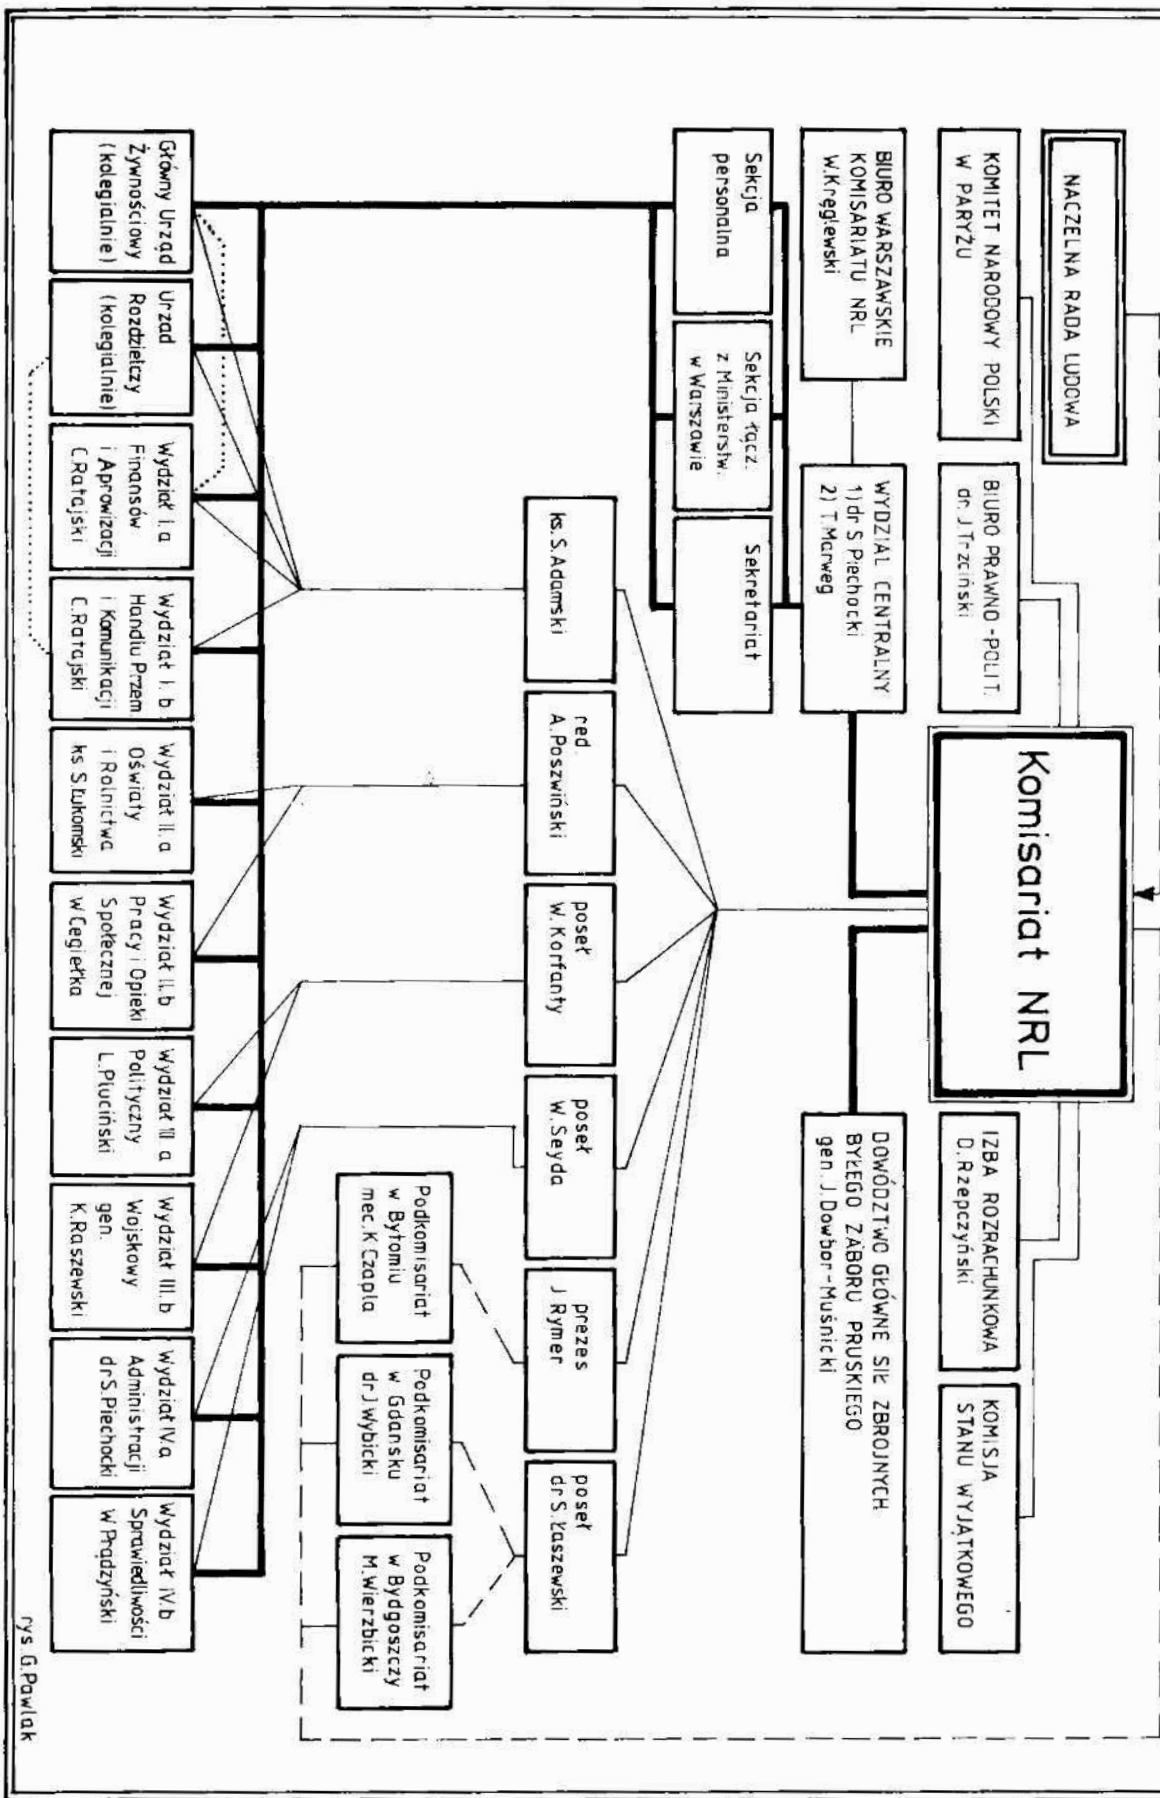 NACZELNA RADA LUDOWA
KOMITET NARODOWY POLSKI
W PARYŻU
BIURO PRAWNO-POLIT.
dr. J. Trzciński
Komisariat NRL
IZBA ROZRACHUNKOWA
D. Rzepczyński
KOMISJA
STANU WYJĄTKOWEGO
BIURO WARSZAWSKIE
KOMISARIATU NRL
W. Kręglewski
WYDZIAŁ CENTRALNY
1) dr S Piechocki
2) T. Marweg
DOWÓDZTWO GŁÓWNE SIŁ ZBROJNYCH
BYŁEGO ZABORU PRUSKIEGO
gen. J. Dowbor-Muśnicki
Sekcja
personalna
Sekcja łącz.
z Ministerstw.
w Warszawie
Sekretariat
ks. S. Adamski
red.
A. Poszwiński
poseł
W. Korfanty
poseł
W. Seyda
prezes
J Rymer
poseł
dr S. Łaszewski
Podkomisariat
w Bytomiu
mec. K Czapla
Podkomisariat
w Gdansku
dr J Wybicki
Podkomisariat
w Bydgoszczy
M. Wierzbicki
Główny Urząd
Żywnościowy
(kolegialnie)
Urząd
Rozdzielczy
(kolegialnie)
Wydział I. a
Finansów
i Aprowizacji
C. Ratajski
Wydział I. b
Handlu Przem.
i Komunikacji
C. Ratajski
Wydział II. a
Oświaty
i Rolnictwa
ks S. Łukomski
Wydział II. b
Pracy i Opieki
Społecznej
W Cegiełka
Wydział III a
Polityczny
L. Pluciński
Wydział III. b
Wojskowy
gen.
K. Raszewski
Wydział IV.a
Administracji
dr S. Piechocki
Wydział IV. b
Sprawiedliwości
W Prądzyński
rys. G. Pawlak